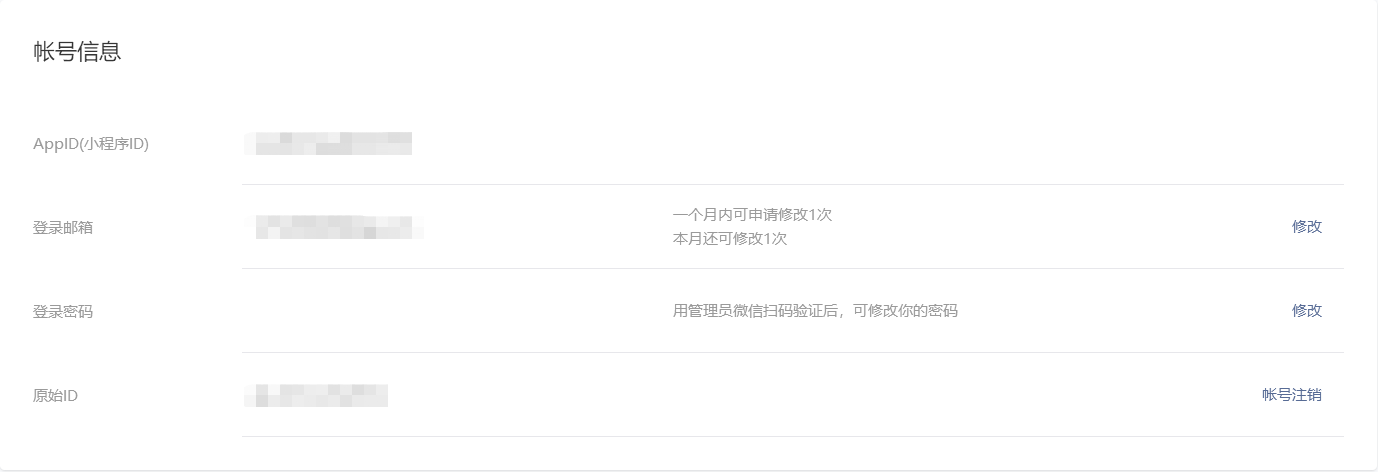 帐号信息
AppID(小程序ID)
登录邮箱
一个月内可申请修改1次
本月还可修改1次
修改
登录密码
用管理员微信扫码验证后，可修改你的密码
修改
原始ID
帐号注销